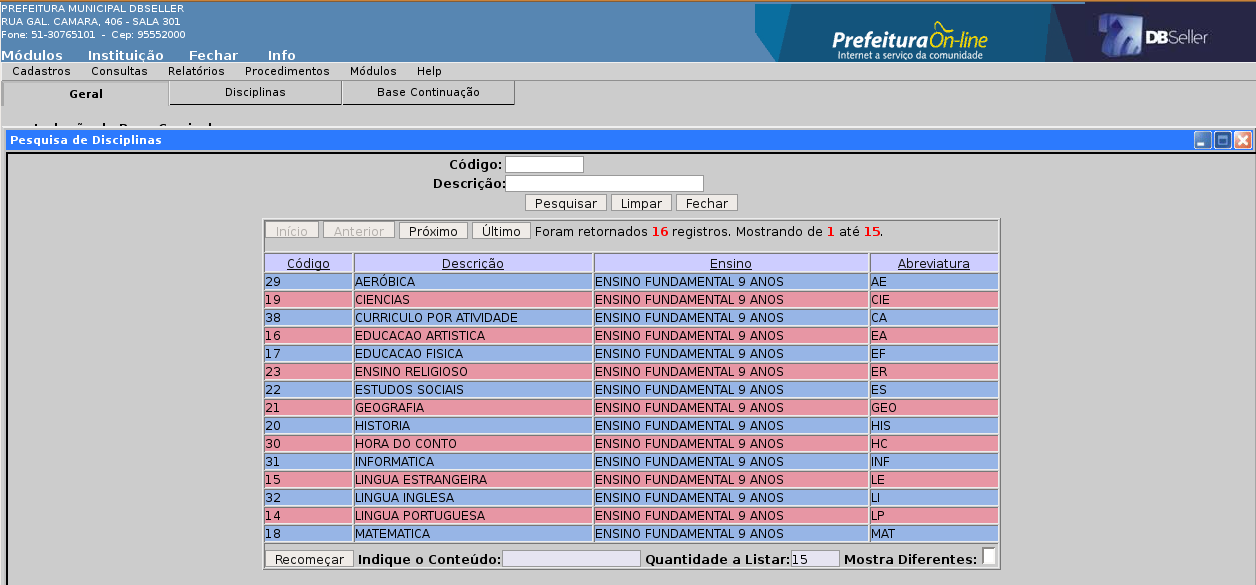 PREFEITURA MUNICIPAL DBSELLER
RUA GAL. CAMARA, 406 - SALA 301
Fone: 51-30765101 - Cep: 95552000
Módulos Instituição Fechar Info
Prefeitura On-line
Internet a serviço da comunidade
DBSeller
Cadastros Consultas Relatórios Procedimentos Módulos Help
Geral Disciplinas Base Continuação
Pesquisa de Disciplinas
Código:
Descrição:
Pesquisar Limpar Fechar
Início Anterior Próximo Último Foram retornados 16 registros. Mostrando de 1 até 15.
Código Descrição Ensino Abreviatura
29 AERÓBICA ENSINO FUNDAMENTAL 9 ANOS AE
19 CIENCIAS ENSINO FUNDAMENTAL 9 ANOS CIE
38 CURRICULO POR ATIVIDADE ENSINO FUNDAMENTAL 9 ANOS CA
16 EDUCACAO ARTISTICA ENSINO FUNDAMENTAL 9 ANOS EA
17 EDUCACAO FISICA ENSINO FUNDAMENTAL 9 ANOS EF
23 ENSINO RELIGIOSO ENSINO FUNDAMENTAL 9 ANOS ER
22 ESTUDOS SOCIAIS ENSINO FUNDAMENTAL 9 ANOS ES
21 GEOGRAFIA ENSINO FUNDAMENTAL 9 ANOS GEO
20 HISTORIA ENSINO FUNDAMENTAL 9 ANOS HIS
30 HORA DO CONTO ENSINO FUNDAMENTAL 9 ANOS HC
31 INFORMATICA ENSINO FUNDAMENTAL 9 ANOS INF
15 LINGUA ESTRANGEIRA ENSINO FUNDAMENTAL 9 ANOS LE
32 LINGUA INGLESA ENSINO FUNDAMENTAL 9 ANOS LI
14 LINGUA PORTUGUESA ENSINO FUNDAMENTAL 9 ANOS LP
18 MATEMATICA ENSINO FUNDAMENTAL 9 ANOS MAT
Recomeçar Indique o Conteúdo: Quantidade a Listar: 15 Mostra Diferentes: